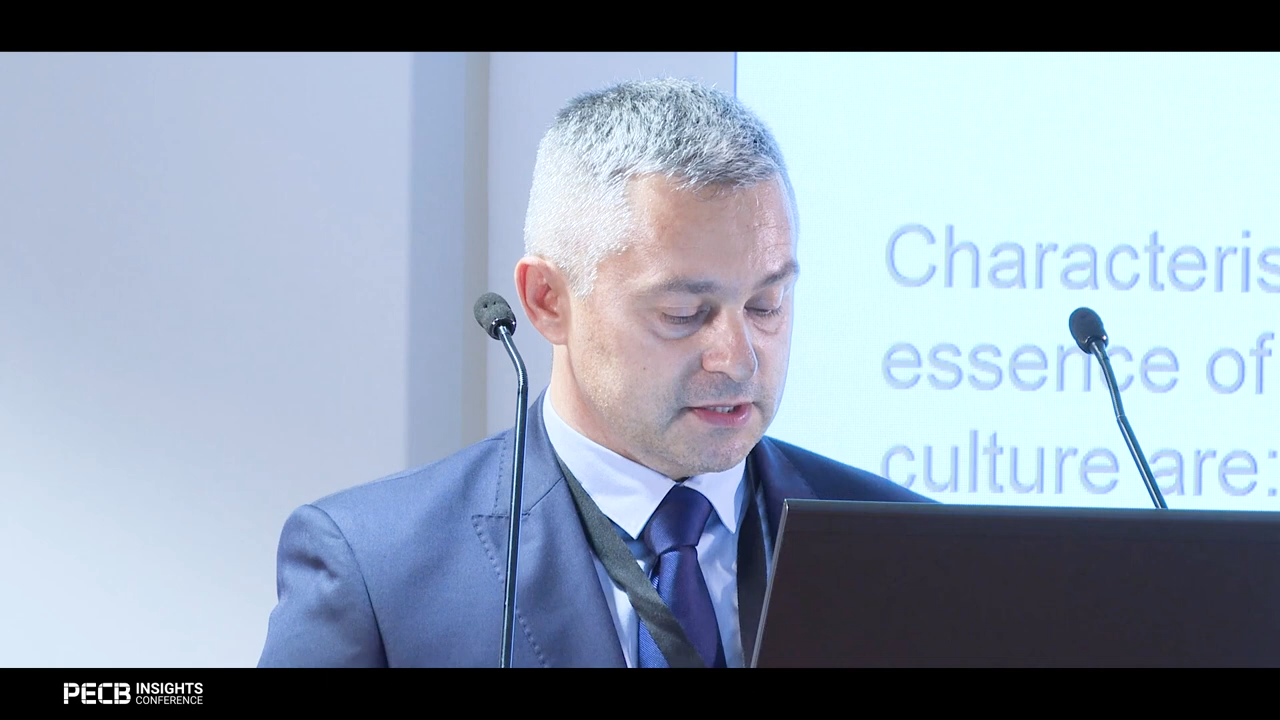 Characteris
essence of
culture are:
PECB INSIGHTS
CONFERENCE